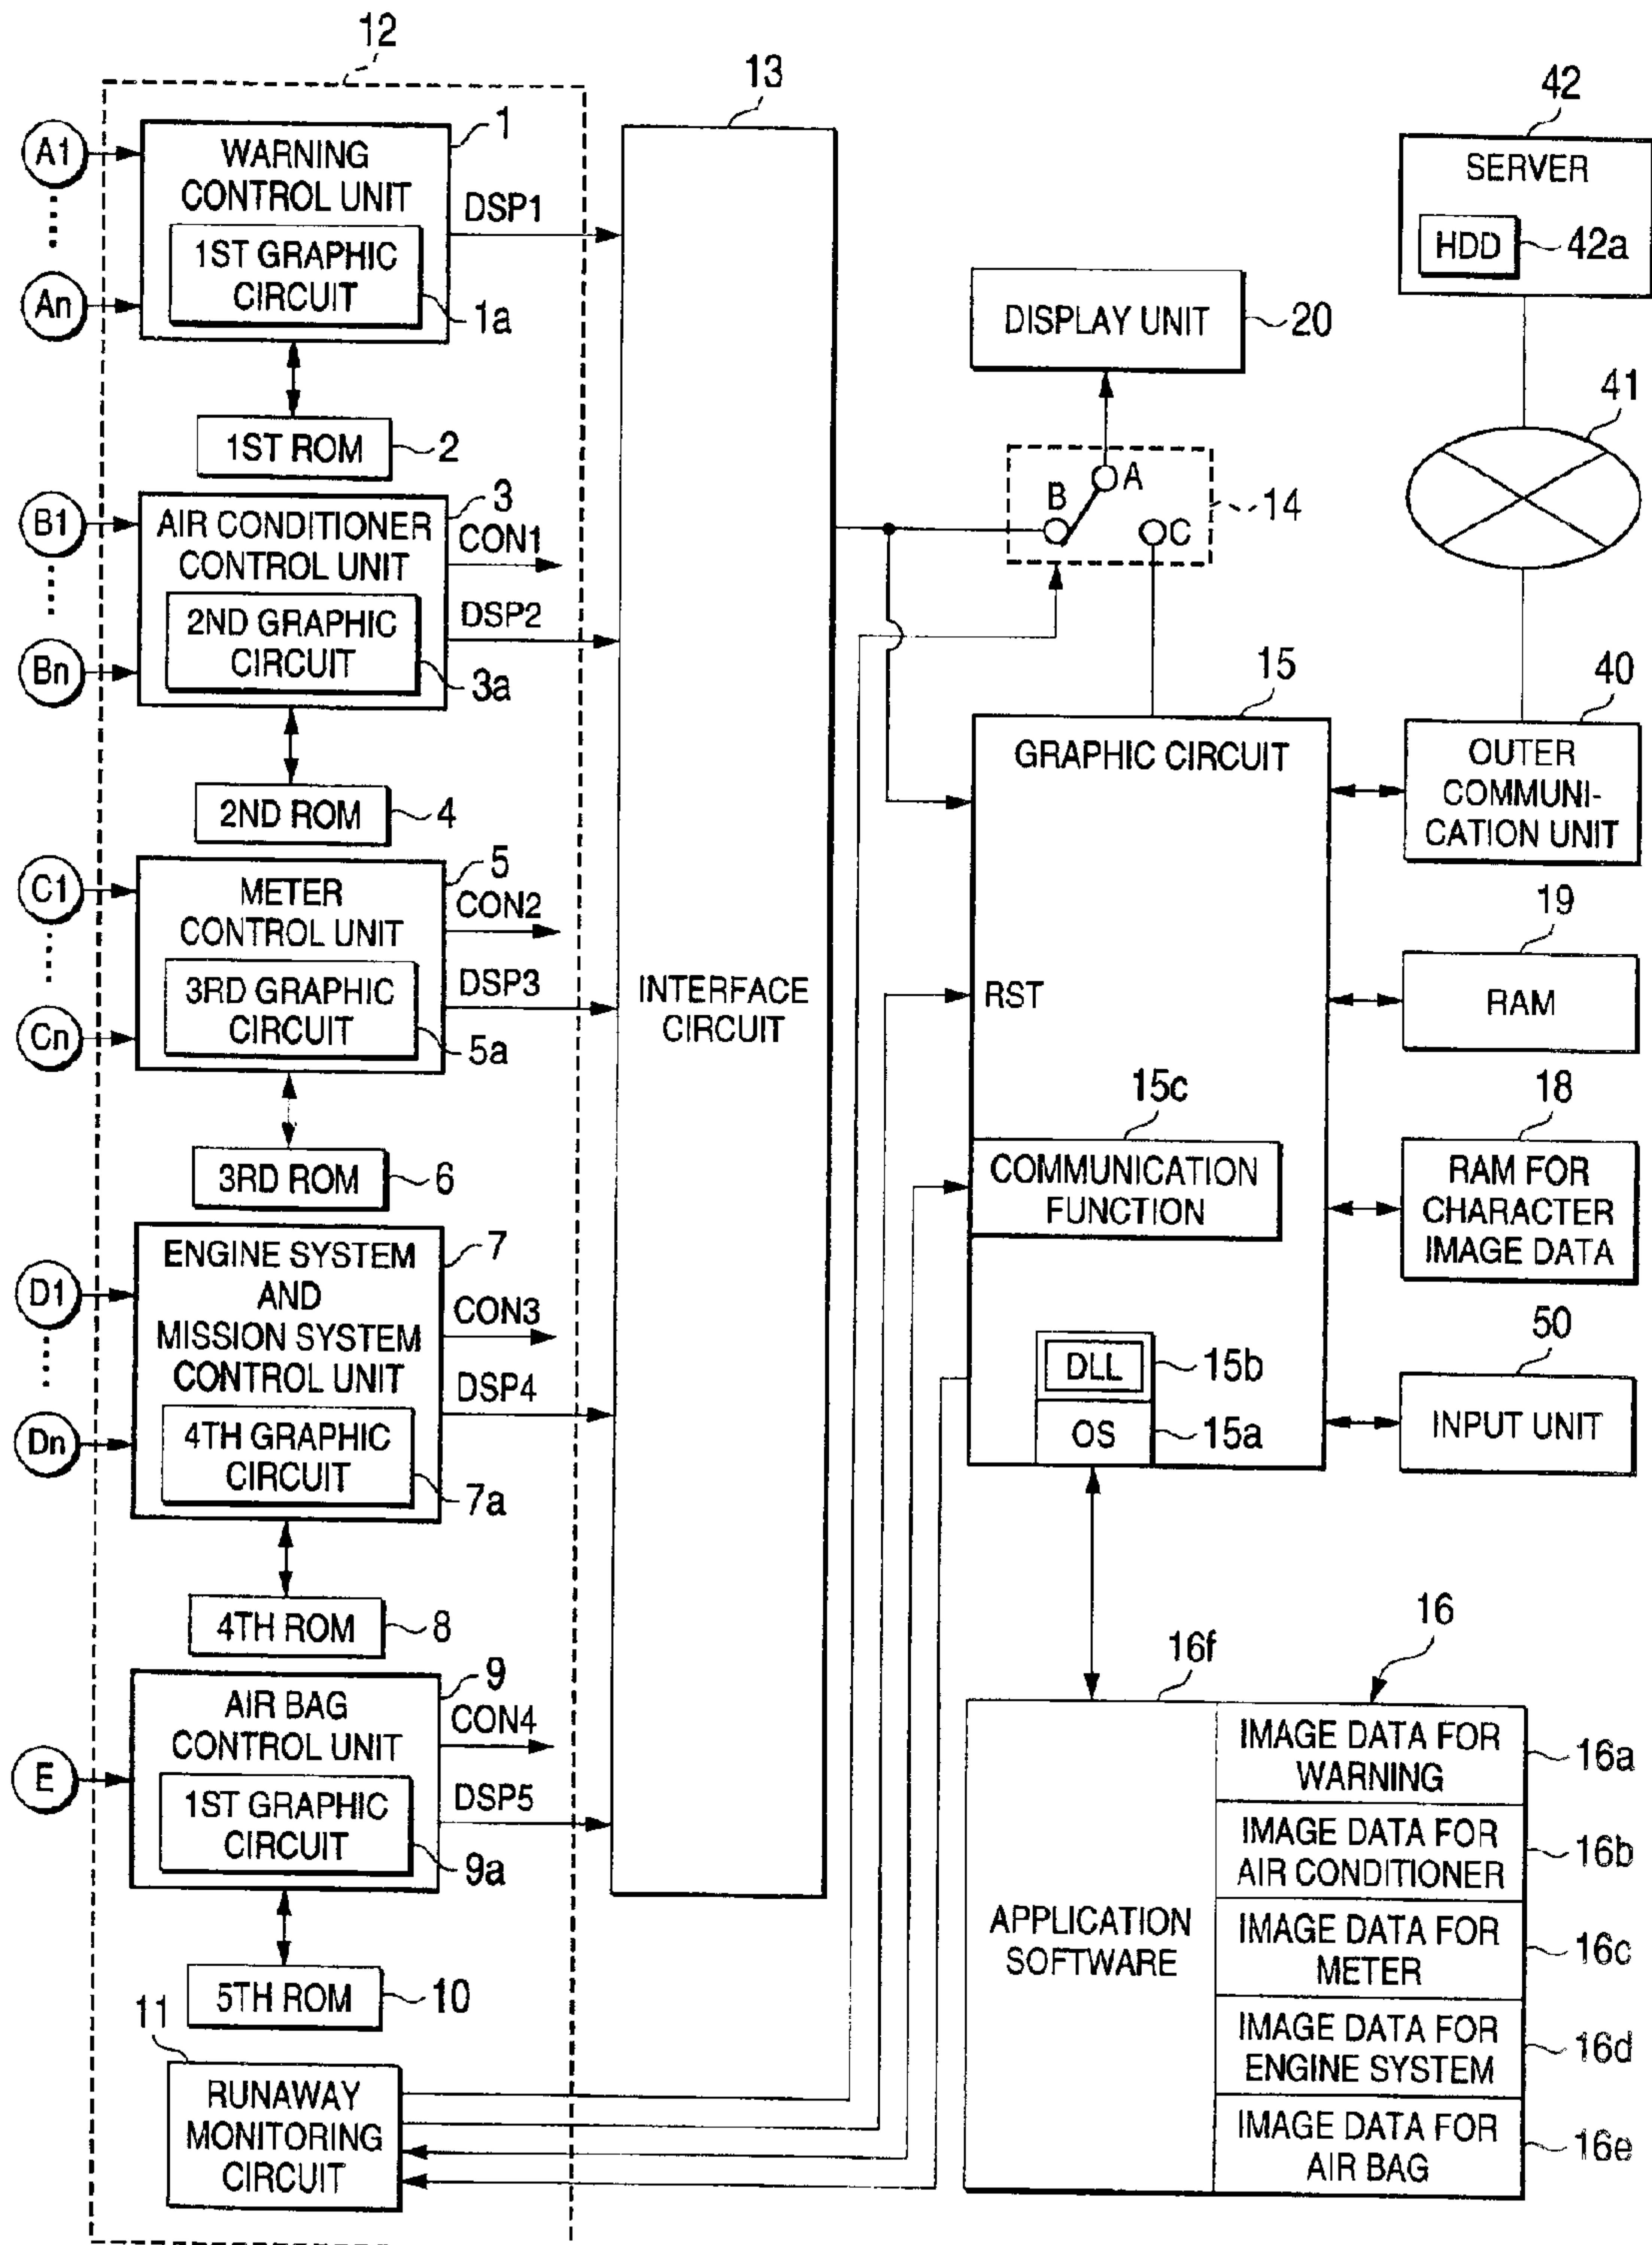 12
A1
An
WARNING
CONTROL UNIT
1ST GRAPHIC
CIRCUIT
1
1a
DSP1
1ST ROM
2
B1
Bn
AIR CONDITIONER
CONTROL UNIT
2ND GRAPHIC
CIRCUIT
3
CON1
DSP2
3a
2ND ROM
4
C1
Cn
METER
CONTROL UNIT
3RD GRAPHIC
CIRCUIT
5
CON2
DSP3
5a
3RD ROM
6
D1
Dn
ENGINE SYSTEM
AND
MISSION SYSTEM
CONTROL UNIT
4TH GRAPHIC
CIRCUIT
7
CON3
DSP4
7a
4TH ROM
8
E
AIR BAG
CONTROL UNIT
1ST GRAPHIC
CIRCUIT
9
CON4
DSP5
9a
5TH ROM
10
11
RUNAWAY
MONITORING
CIRCUIT
13
INTERFACE
CIRCUIT
DISPLAY UNIT
20
A
B
C
14
42
SERVER
HDD
42a
41
40
OUTER
COMMUNI-
CATION UNIT
15
GRAPHIC CIRCUIT
RST
15c
COMMUNICATION
FUNCTION
DLL
15b
OS
15a
19
RAM
18
RAM FOR
CHARACTER
IMAGE DATA
50
INPUT UNIT
16f
16
APPLICATION
SOFTWARE
IMAGE DATA FOR
WARNING
16a
IMAGE DATA FOR
AIR CONDITIONER
16b
IMAGE DATA FOR
METER
16c
IMAGE DATA FOR
ENGINE SYSTEM
16d
IMAGE DATA FOR
AIR BAG
16e